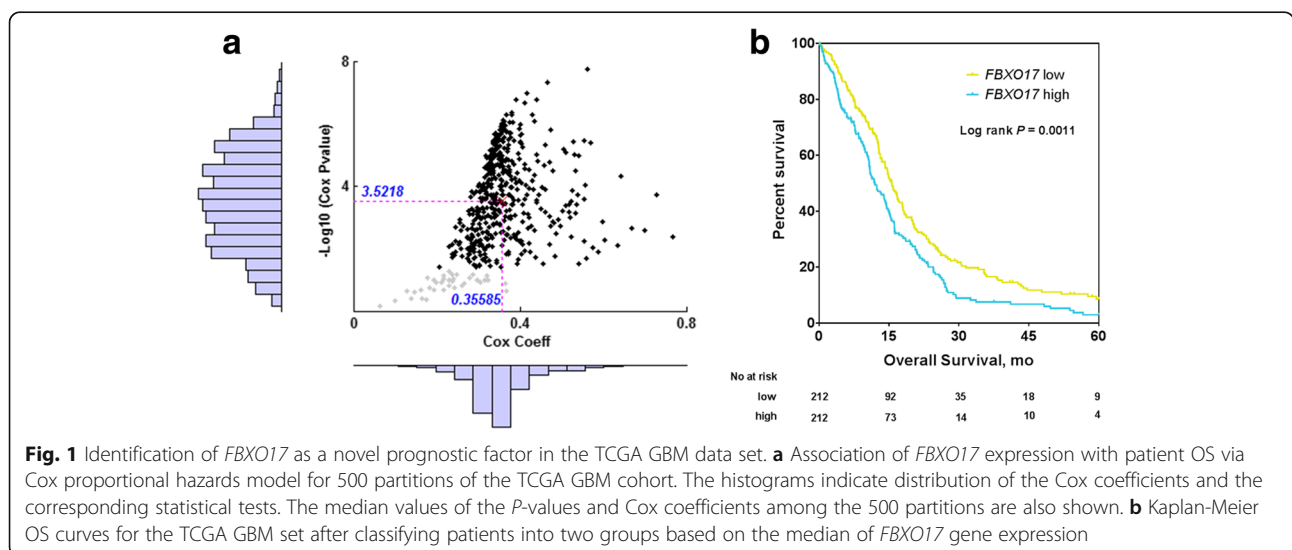 a
8
4
-Log10 (Cox Pvalue)
3.5218
0.35585
0 0.4 0.8
Cox Coeff
b
100
80
60
40
20
0
Percent survival
FBXO17 low
FBXO17 high
Log rank P = 0.0011
0 15 30 45 60
Overall Survival, mo
No at risk
low 212 92 35 18 9
high 212 73 14 10 4
Fig. 1 Identification of FBXO17 as a novel prognostic factor in the TCGA GBM data set. a Association of FBXO17 expression with patient OS via
Cox proportional hazards model for 500 partitions of the TCGA GBM cohort. The histograms indicate distribution of the Cox coefficients and the
corresponding statistical tests. The median values of the P-values and Cox coefficients among the 500 partitions are also shown. b Kaplan-Meier
OS curves for the TCGA GBM set after classifying patients into two groups based on the median of FBXO17 gene expression